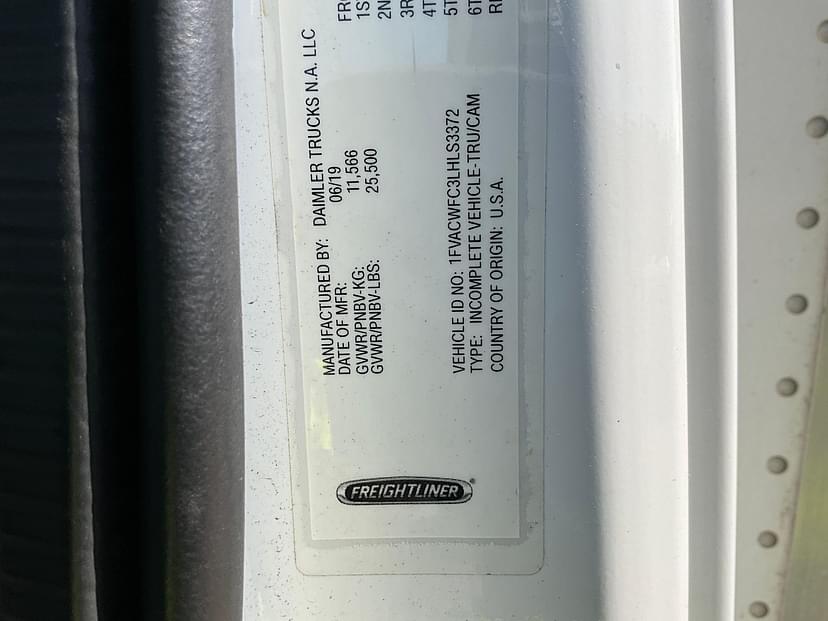 MANUFACTURED BY: DAIMLER TRUCKS N.A. LLC
DATE OF MFR: 06/19
GVWR/PNBV-KG: 11,566
GVWR/PNBV-LBS: 25,500
VEHICLE ID NO: 1FVACWFC3LHLS3372
TYPE: INCOMPLETE VEHICLE-TRU/CAM
COUNTRY OF ORIGIN: U.S.A.
FREIGHTLINER®